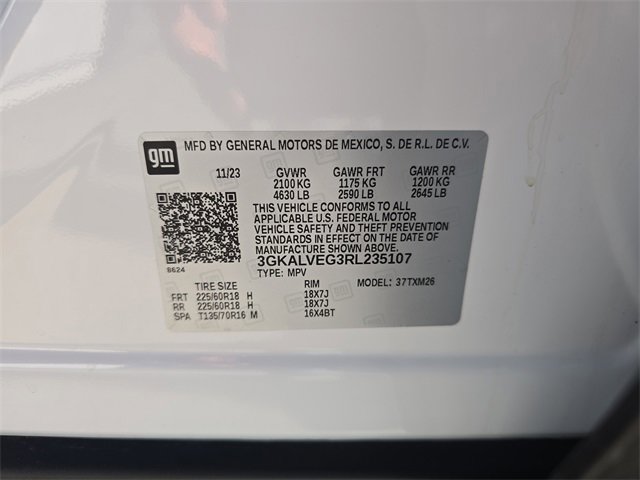 gm
MFD BY GENERAL MOTORS DE MEXICO, S. DE R.L. DE C.V.
11/23 GVWR GAWR FRT GAWR RR
2100 KG 1175 KG 1200 KG
4630 LB 2590 LB 2645 LB
THIS VEHICLE CONFORMS TO ALL
APPLICABLE U.S. FEDERAL MOTOR
VEHICLE SAFETY, BUMPER, AND THEFT PREVENTION
STANDARDS IN EFFECT ON THE DATE OF
MANUFACTURE SHOWN ABOVE.
3GKALVEG3RL235107
8624 TYPE: MPV
TIRE SIZE RIM MODEL: 37TXM26
FRT 225/60R18 H 18X7J
RR 225/60R18 H 18X7J
SPA T135/70R16 M 16X4BT